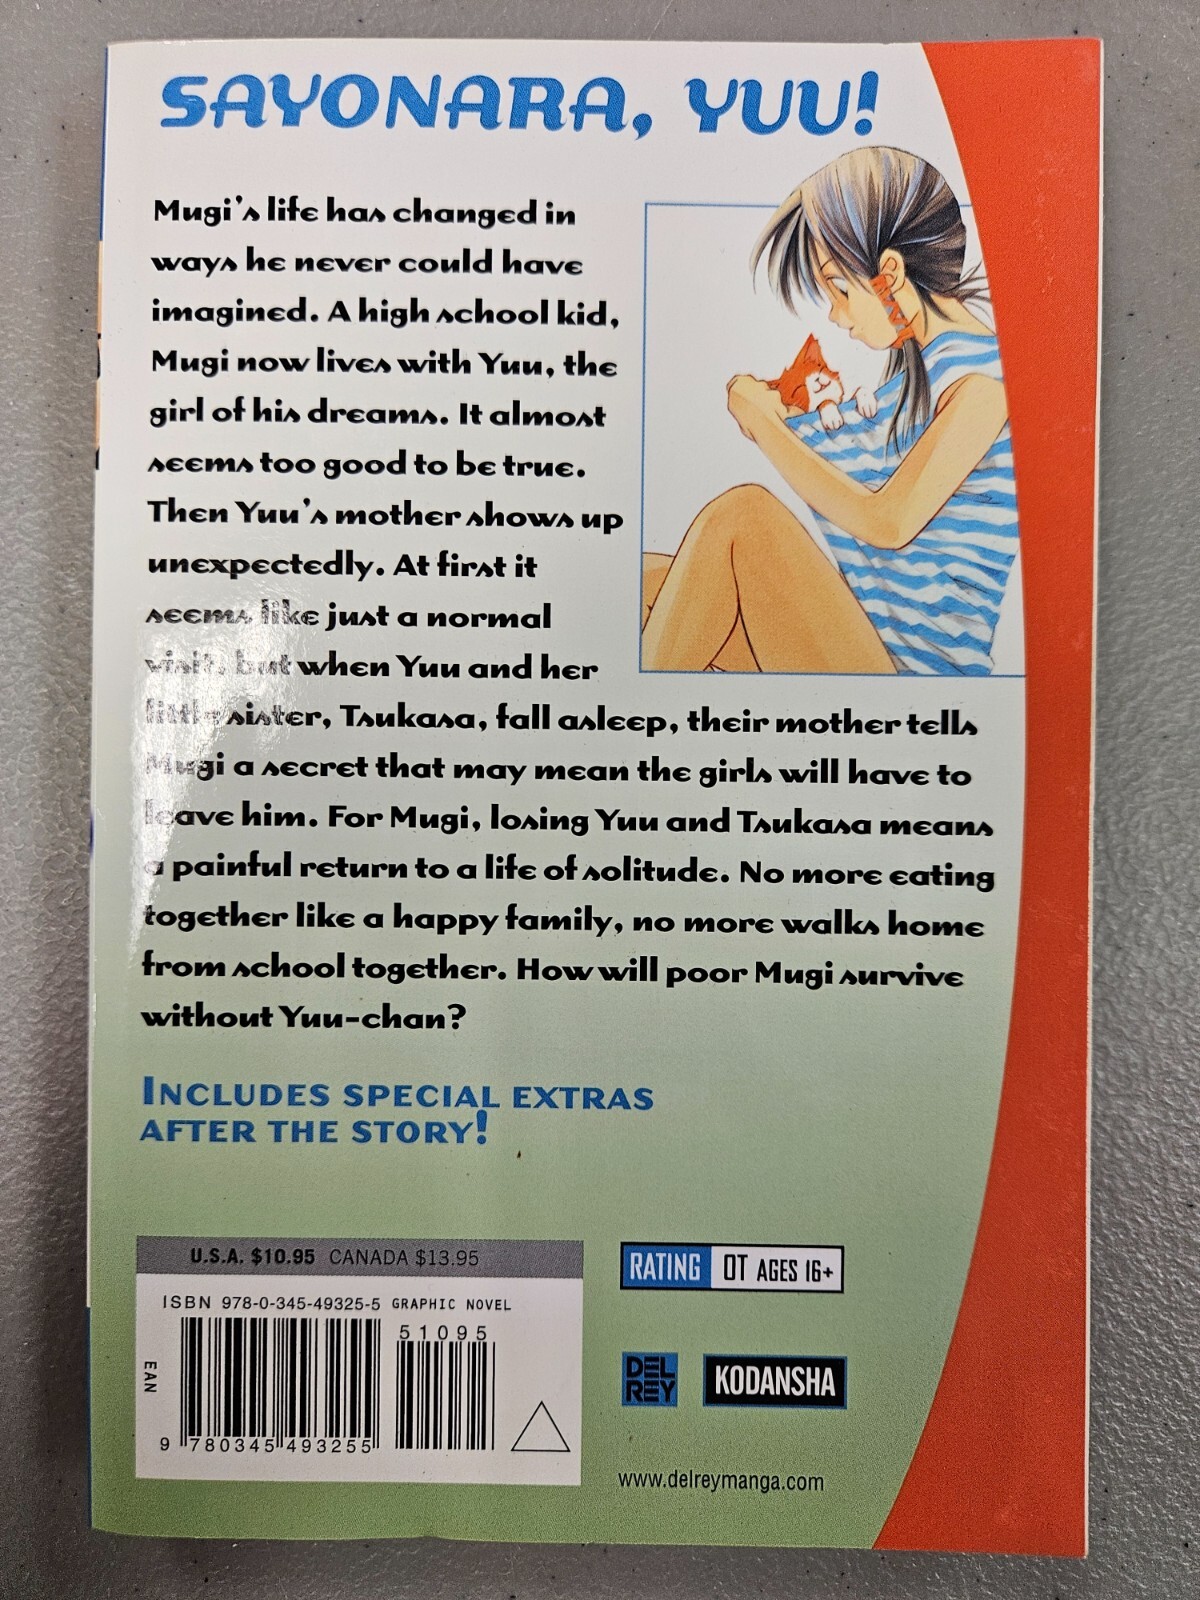 SAYONARA, YUU!
Mugi's life has changed in
ways he never could have
imagined. A high school kid,
Mugi now lives with Yuu, the
girl of his dreams. It almost
seems too good to be true.
Then Yuu's mother shows up
unexpectedly. At first it
seems like just a normal
visit, but when Yuu and her
little sister, Tsukasa, fall asleep, their mother tells
Mugi a secret that may mean the girls will have to
leave him. For Mugi, losing Yuu and Tsukasa means
a painful return to a life of solitude. No more eating
together like a happy family, no more walks home
from school together. How will poor Mugi survive
without Yuu-chan?
INCLUDES SPECIAL EXTRAS
AFTER THE STORY!
U.S.A. $10.95 CANADA $13.95
ISBN 978-0-345-49325-5 GRAPHIC NOVEL
51095
EAN
9 780345 493255
RATING OT AGES 16+
DEL
REY
KODANSHA
www.delreymanga.com